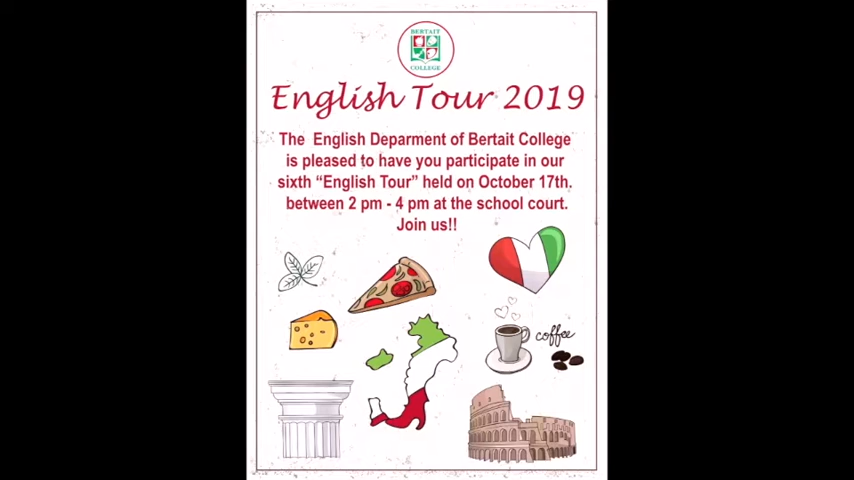 BERTAIT
COLLEGE
English Tour 2019
The English Deparment of Bertait College
is pleased to have you participate in our
sixth “English Tour” held on October 17th.
between 2 pm - 4 pm at the school court.
Join us!!
coffee